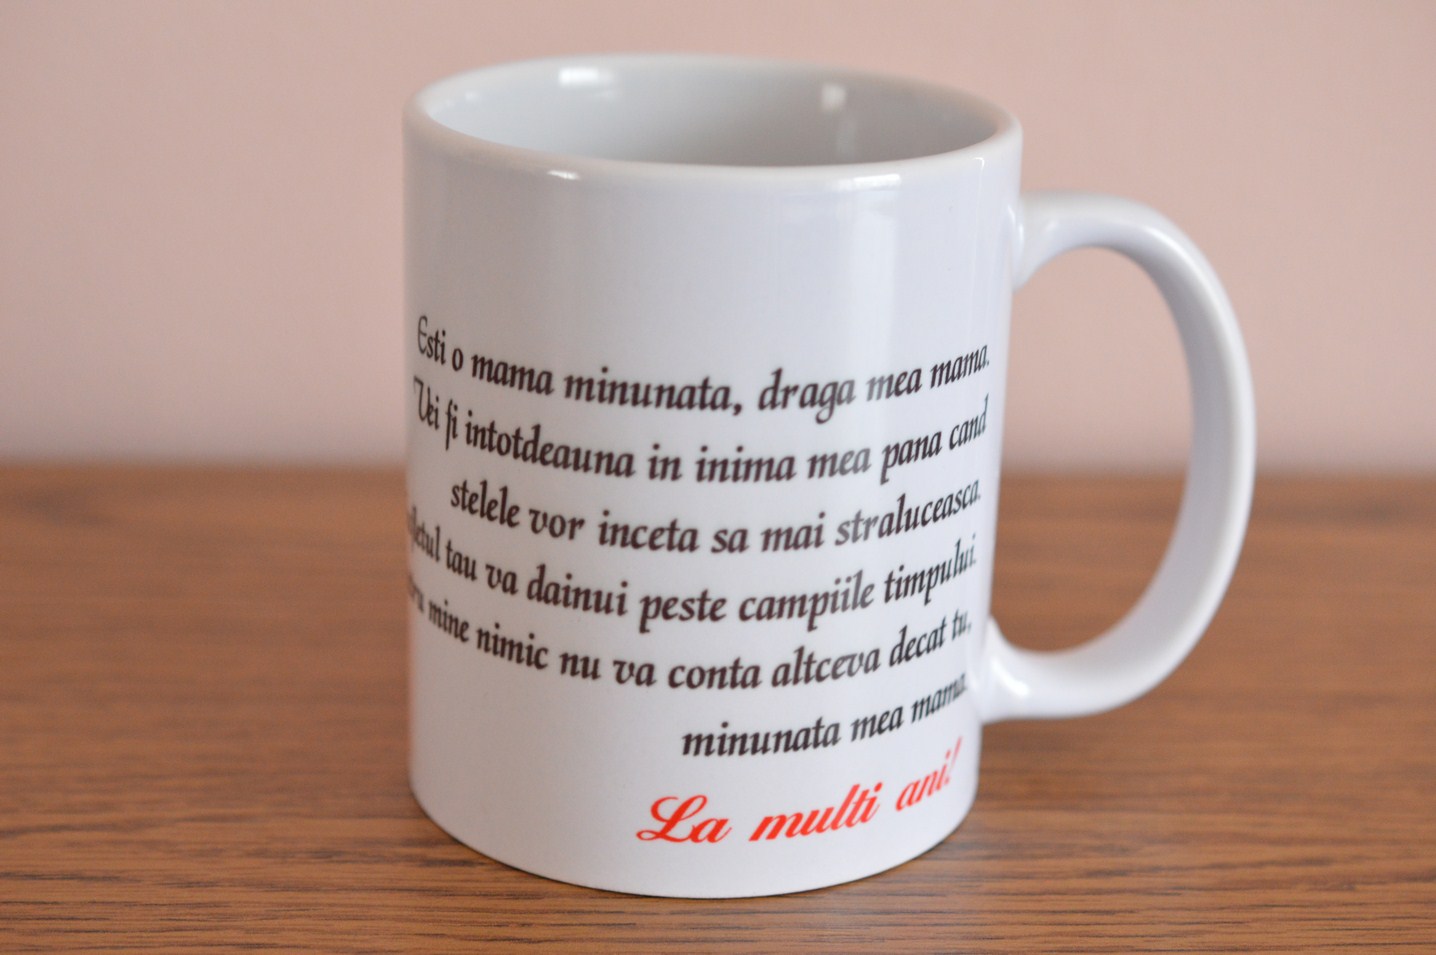 Esti o mama minunata, draga mea mama.
Vei fi intotdeauna in inima mea pana cand
stelele vor inceta sa mai straluceasca.
tau va dainui peste campiile timpului.
mine nimic nu va conta altceva decat tu,
minunata mea mama.
La multi ani!